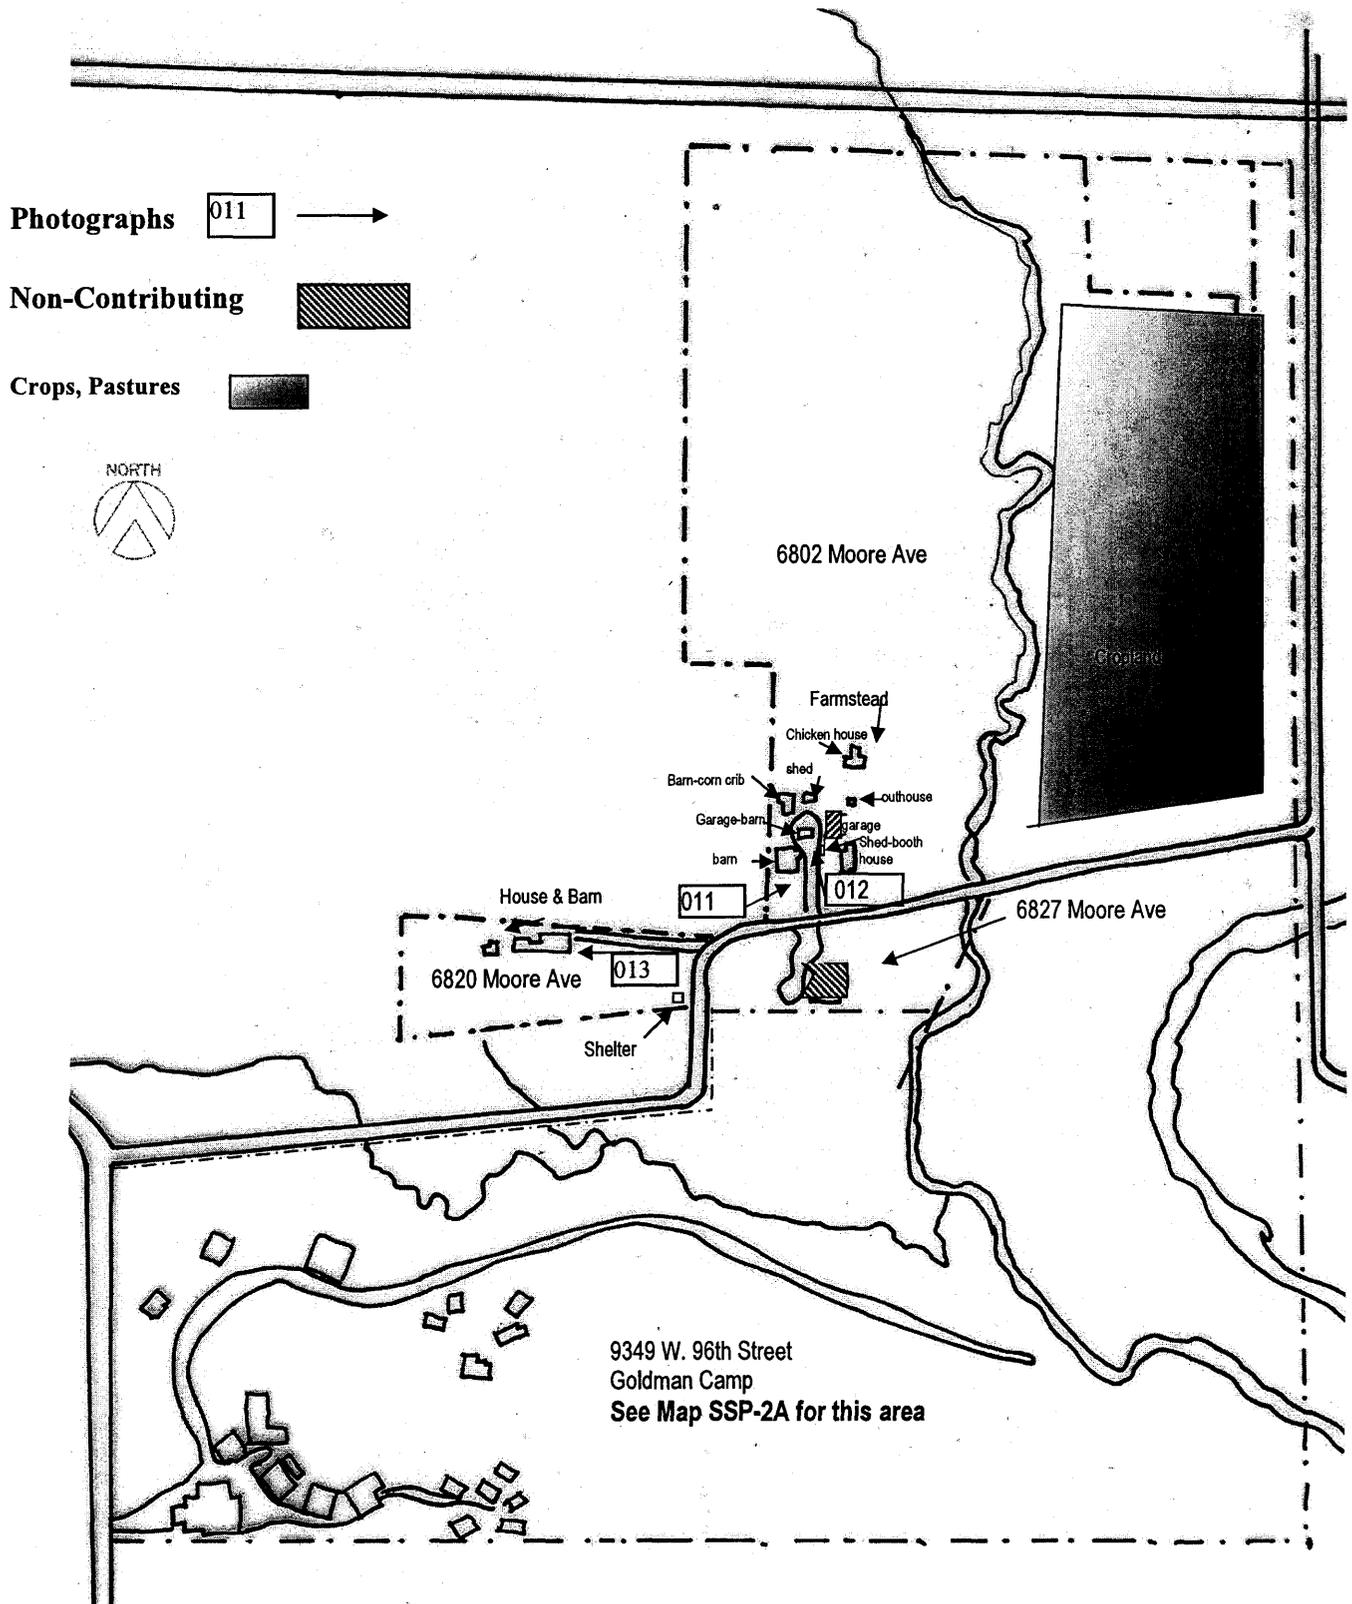 Photographs 011
Non-Contributing
Crops, Pastures
NORTH
6802 Moore Ave
Cropland
Farmstead
Chicken house
shed
Barn-corn crib
outhouse
Garage-barn
garage
Shed-booth
barn
house
011
012
House & Barn
6827 Moore Ave
013
6820 Moore Ave
Shelter
9349 W. 96th Street
Goldman Camp
See Map SSP-2A for this area